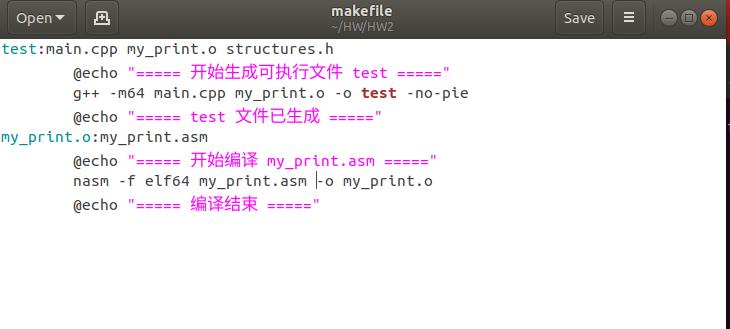 Open
makefile
~/HW/HW2
Save
test:main.cpp my_print.o structures.h
@echo "===== 开始生成可执行文件 test ====="
g++ -m64 main.cpp my_print.o -o test -no-pie
@echo "===== test 文件已生成 ====="
my_print.o:my_print.asm
@echo "===== 开始编译 my_print.asm ====="
nasm -f elf64 my_print.asm -o my_print.o
@echo "===== 编译结束 ====="